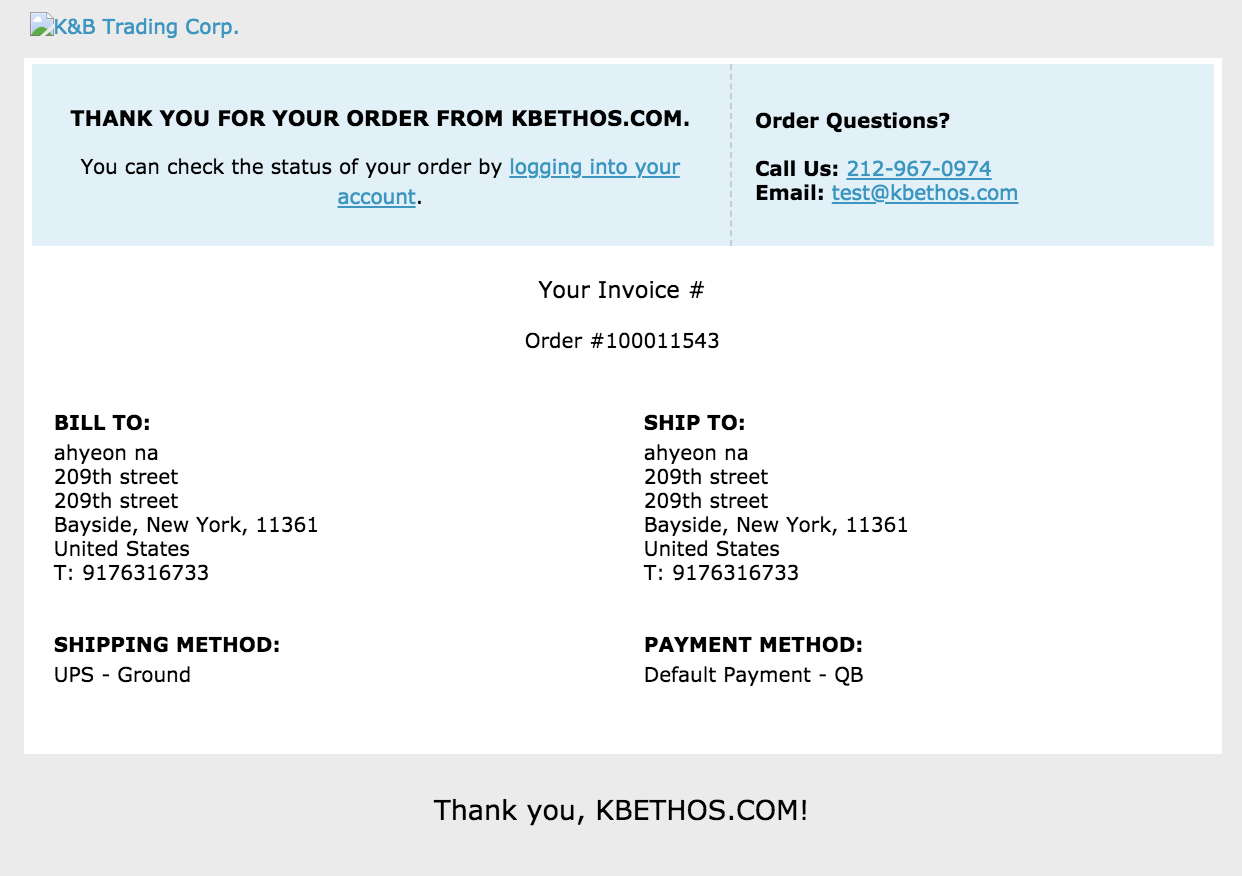 K&B Trading Corp.
THANK YOU FOR YOUR ORDER FROM KBETHOS.COM.
You can check the status of your order by logging into your
account.
Order Questions?
Call Us: 212-967-0974
Email: test@kbethos.com
Your Invoice #
Order #100011543
BILL TO:
ahyeon na
209th street
209th street
Bayside, New York, 11361
United States
T: 9176316733
SHIP TO:
ahyeon na
209th street
209th street
Bayside, New York, 11361
United States
T: 9176316733
SHIPPING METHOD:
UPS - Ground
PAYMENT METHOD:
Default Payment - QB
Thank you, KBETHOS.COM!